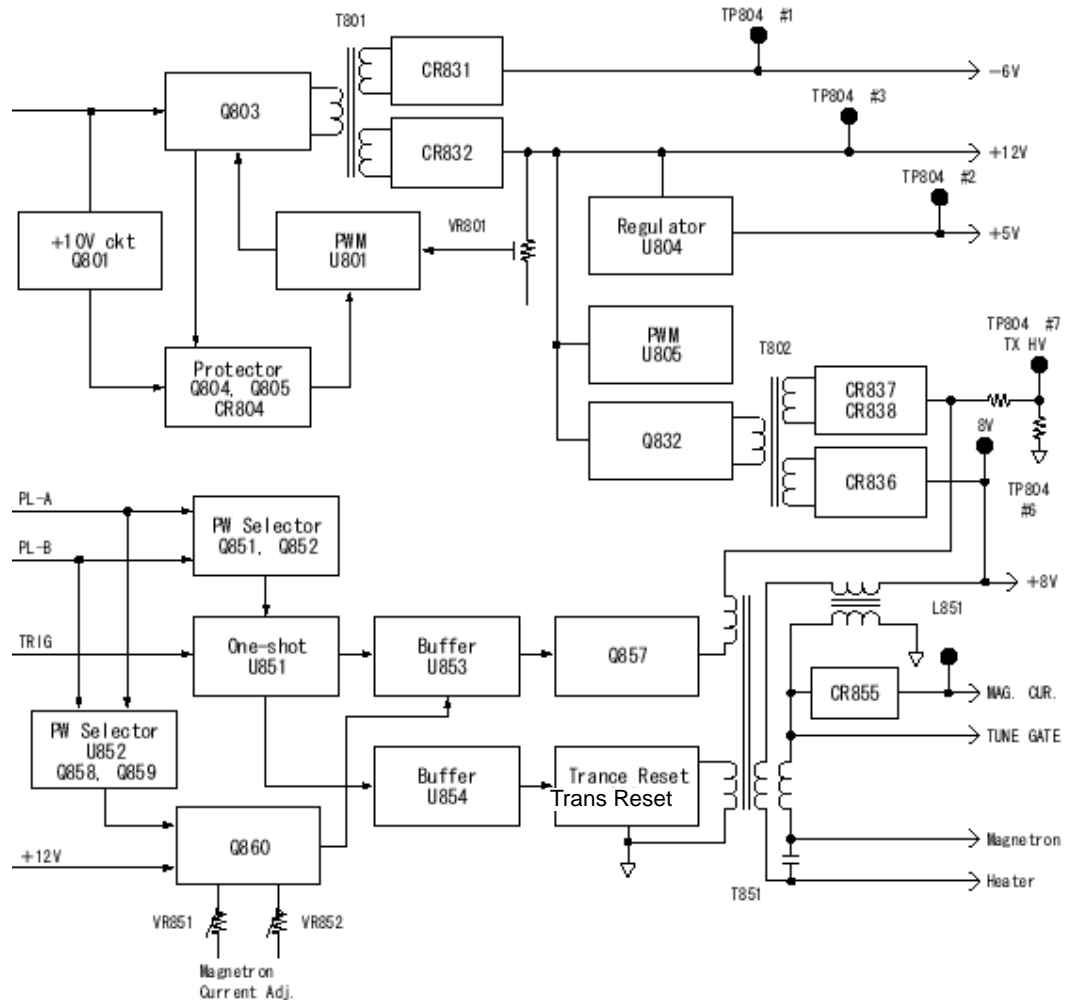 TP804 #1
T801
CR831
-6V
TP804 #3
Q803
CR832
+12V
TP804 #2
+10V ckt
Q801
PWM
U801
VR801
Regulator
U804
+5V
Protector
Q804, Q805
CR804
PWM
U805
T802
TP804 #7
TX HV
CR837
CR838
Q832
8V
CR836
TP804
#6
PL-A
PW Selector
Q851, Q852
PL-B
+8V
L851
TRIG
One-shot
U851
Buffer
U853
Q857
CR855
MAG. CUR.
TUNE GATE
PW Selector
U852
Q858, Q859
Buffer
U854
Trance Reset
Trans Reset
Q860
+12V
Magnetron
Heater
T851
VR851
VR852
Magnetron
Current Adj.